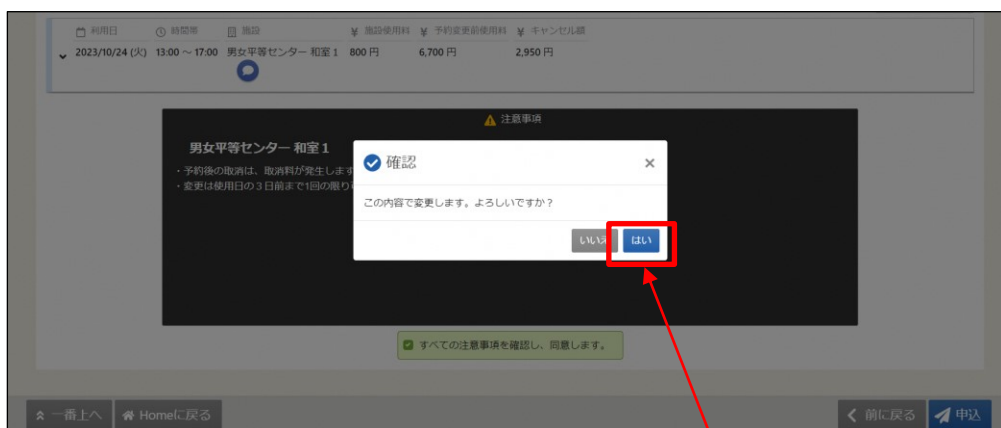 利用日 時間帯 施設 ¥ 施設使用料 ¥ 予約変更前使用料 ¥ キャンセル額
2023/10/24 (火) 13:00 ～ 17:00 男女平等センター 和室１ 800 円 6,700 円 2,950 円
注意事項
男女平等センター 和室１
・予約後の取消は、取消料が発生します
・変更は使用日の３日前まで1回の限り
確認 ×
この内容で変更します。よろしいですか？
いいえ はい
すべての注意事項を確認し、同意します。
一番上へ Homeに戻る 前に戻る 申込